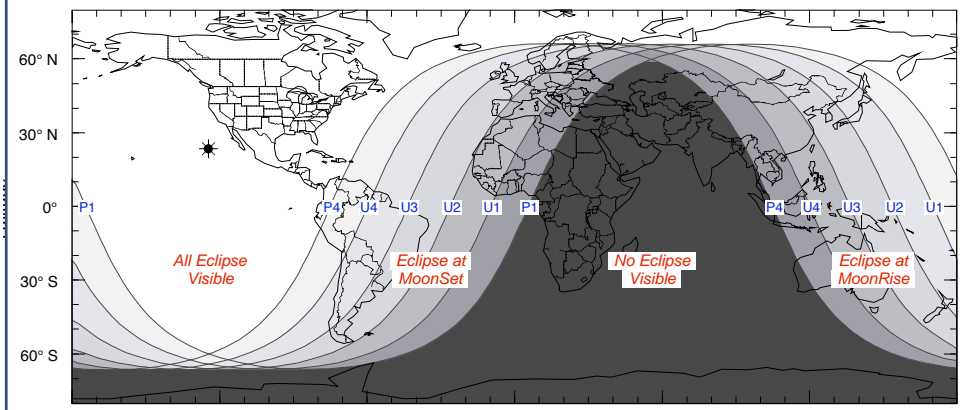 60° N
30° N
0°
30° S
60° S
P1 P4 U4 U3 U2 U1 P1 P4 U4 U3 U2 U1
All Eclipse
Visible
Eclipse at
MoonSet
No Eclipse
Visible
Eclipse at
MoonRise